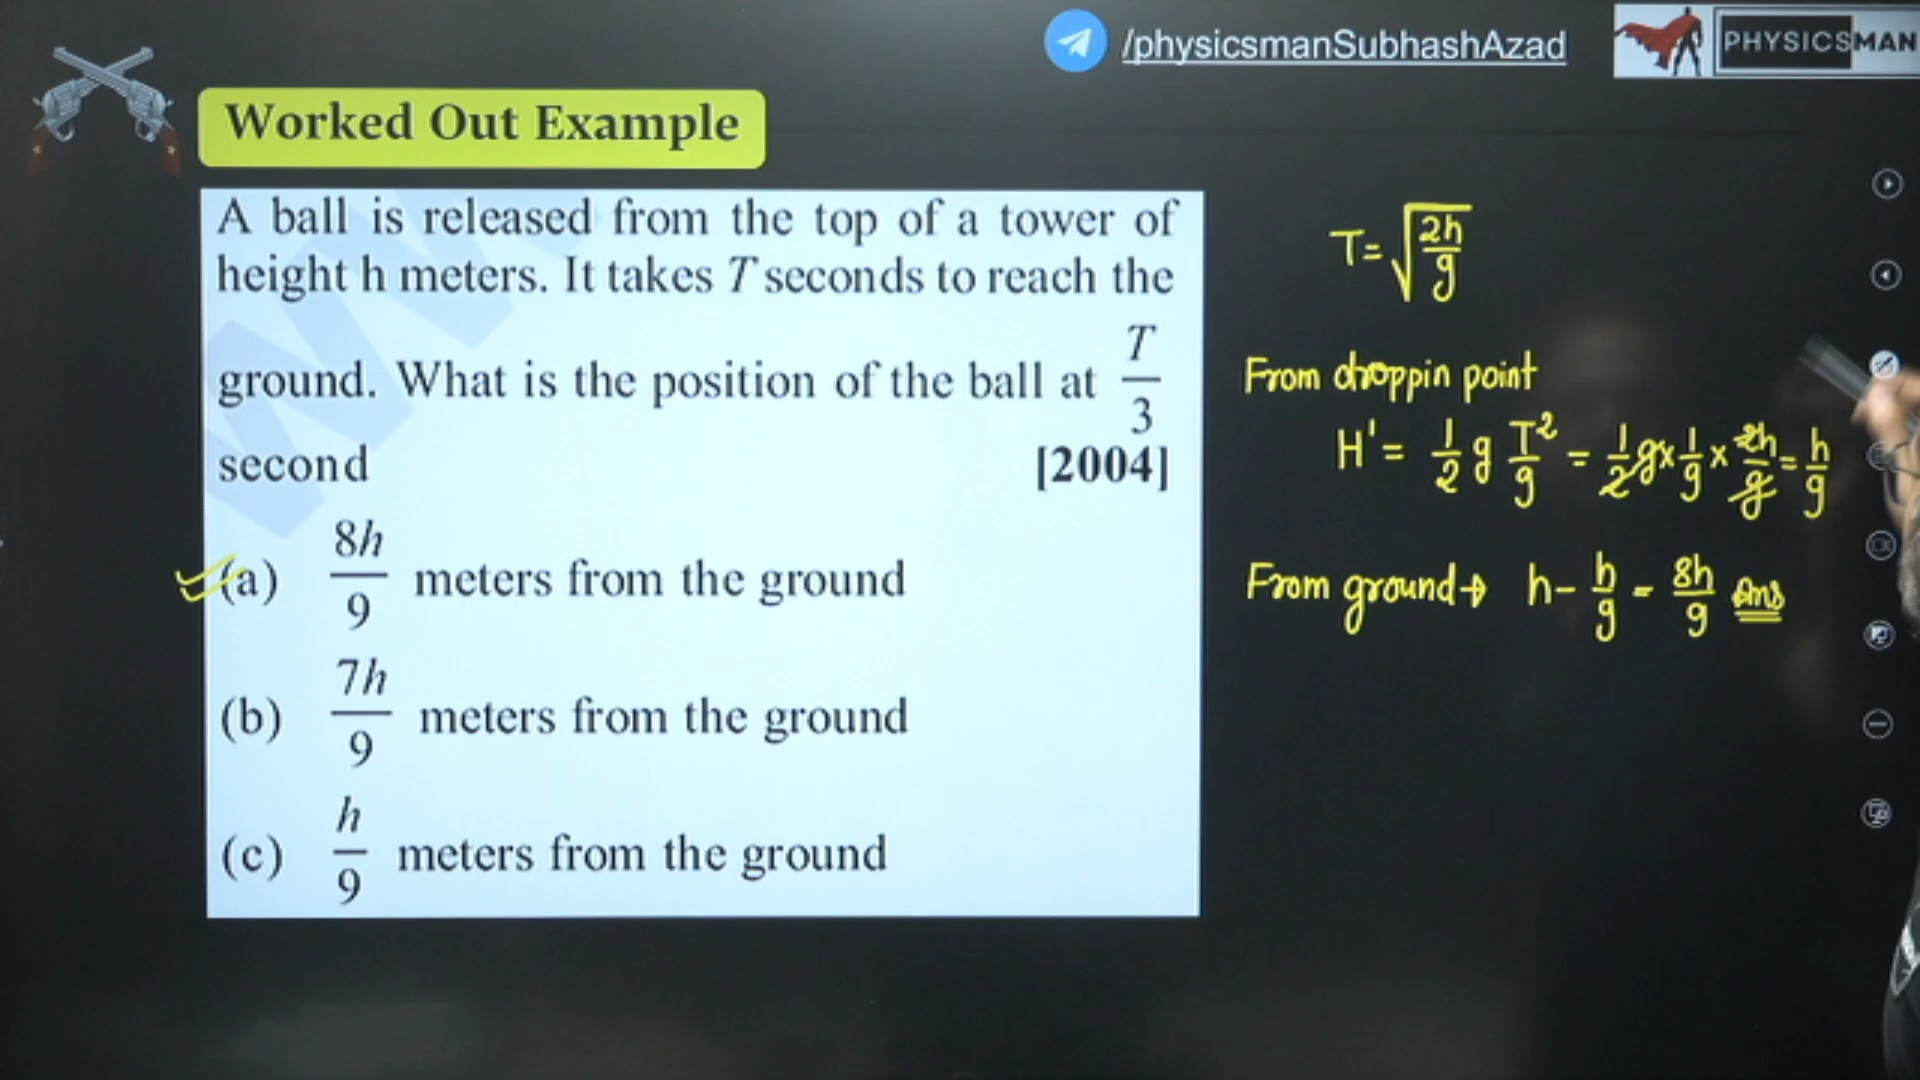 /physicsmanSubhashAzad
PHYSICSMAN
Worked Out Example
A ball is released from the top of a tower of
height h meters. It takes T seconds to reach the
ground. What is the position of the ball at T/3
second [2004]
(a) 8h/9 meters from the ground
(b) 7h/9 meters from the ground
(c) h/9 meters from the ground
T = √(2h/g)
From droppin point
H' = 1/2 g T²/9 = 1/2 g × 1/9 × 2h/g = h/9
From ground → h - h/9 = 8h/9 Ans